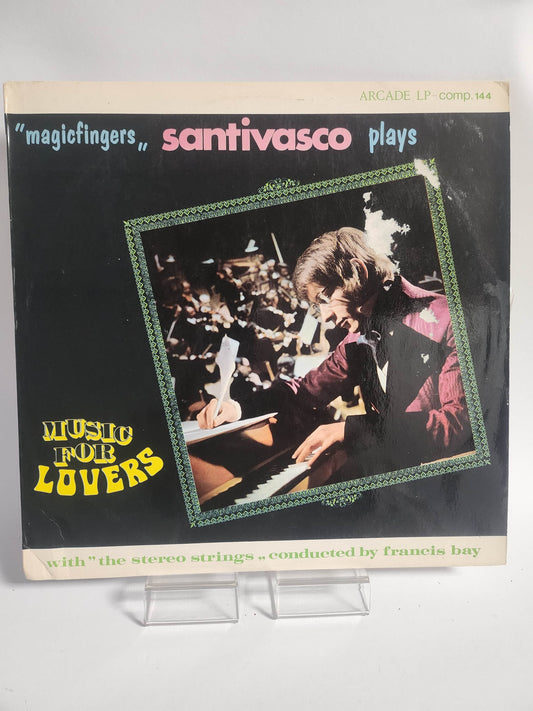 ARCADE LP - comp. 144
"magicfingers„ santivasco plays
MUSIC
FOR
LOVERS
with" the stereo strings„ conducted by francis bay